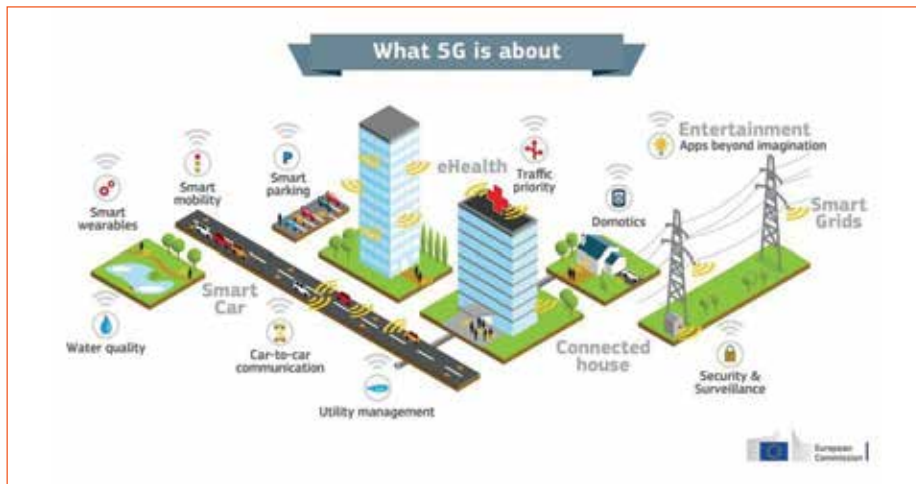 What 5G is about
Entertainment
Apps beyond imagination
eHealth
Traffic
priority
Smart
parking
Smart
mobility
Smart
wearables
Domotics
Smart
Grids
Smart
Car
Water quality
Car-to-car
communication
Utility management
Connected
house
Security &
Surveillance
P
European
Commission